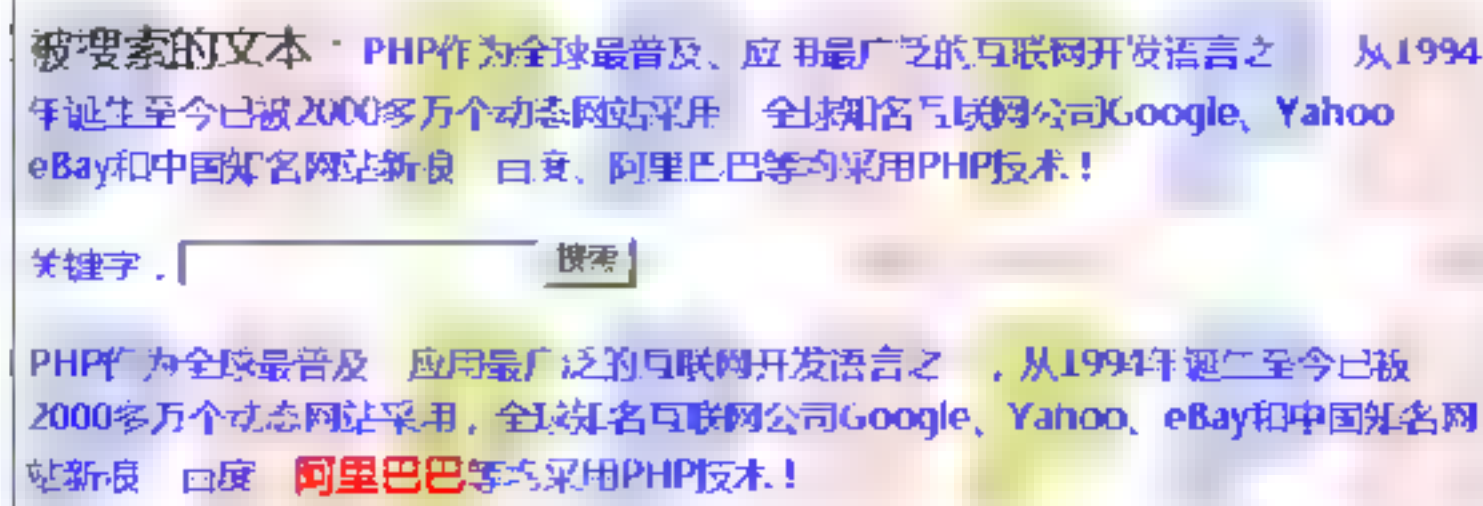 被搜索的文本：PHP作为全球最普及、应用最广泛的互联网开发语言之 从1994
年诞生至今已被2000多万个动态网站采用 全球知名互联网公司Google、Yahoo
eBay和中国知名网站新浪 百度、阿里巴巴等均采用PHP技术！
关键字： 搜索
PHP作为全球最普及 应用最广泛的互联网开发语言之 ，从1994年诞生至今已被
2000多万个动态网站采用，全球知名互联网公司Google、Yahoo、eBay和中国知名网
站新浪 百度 阿里巴巴等均采用PHP技术！